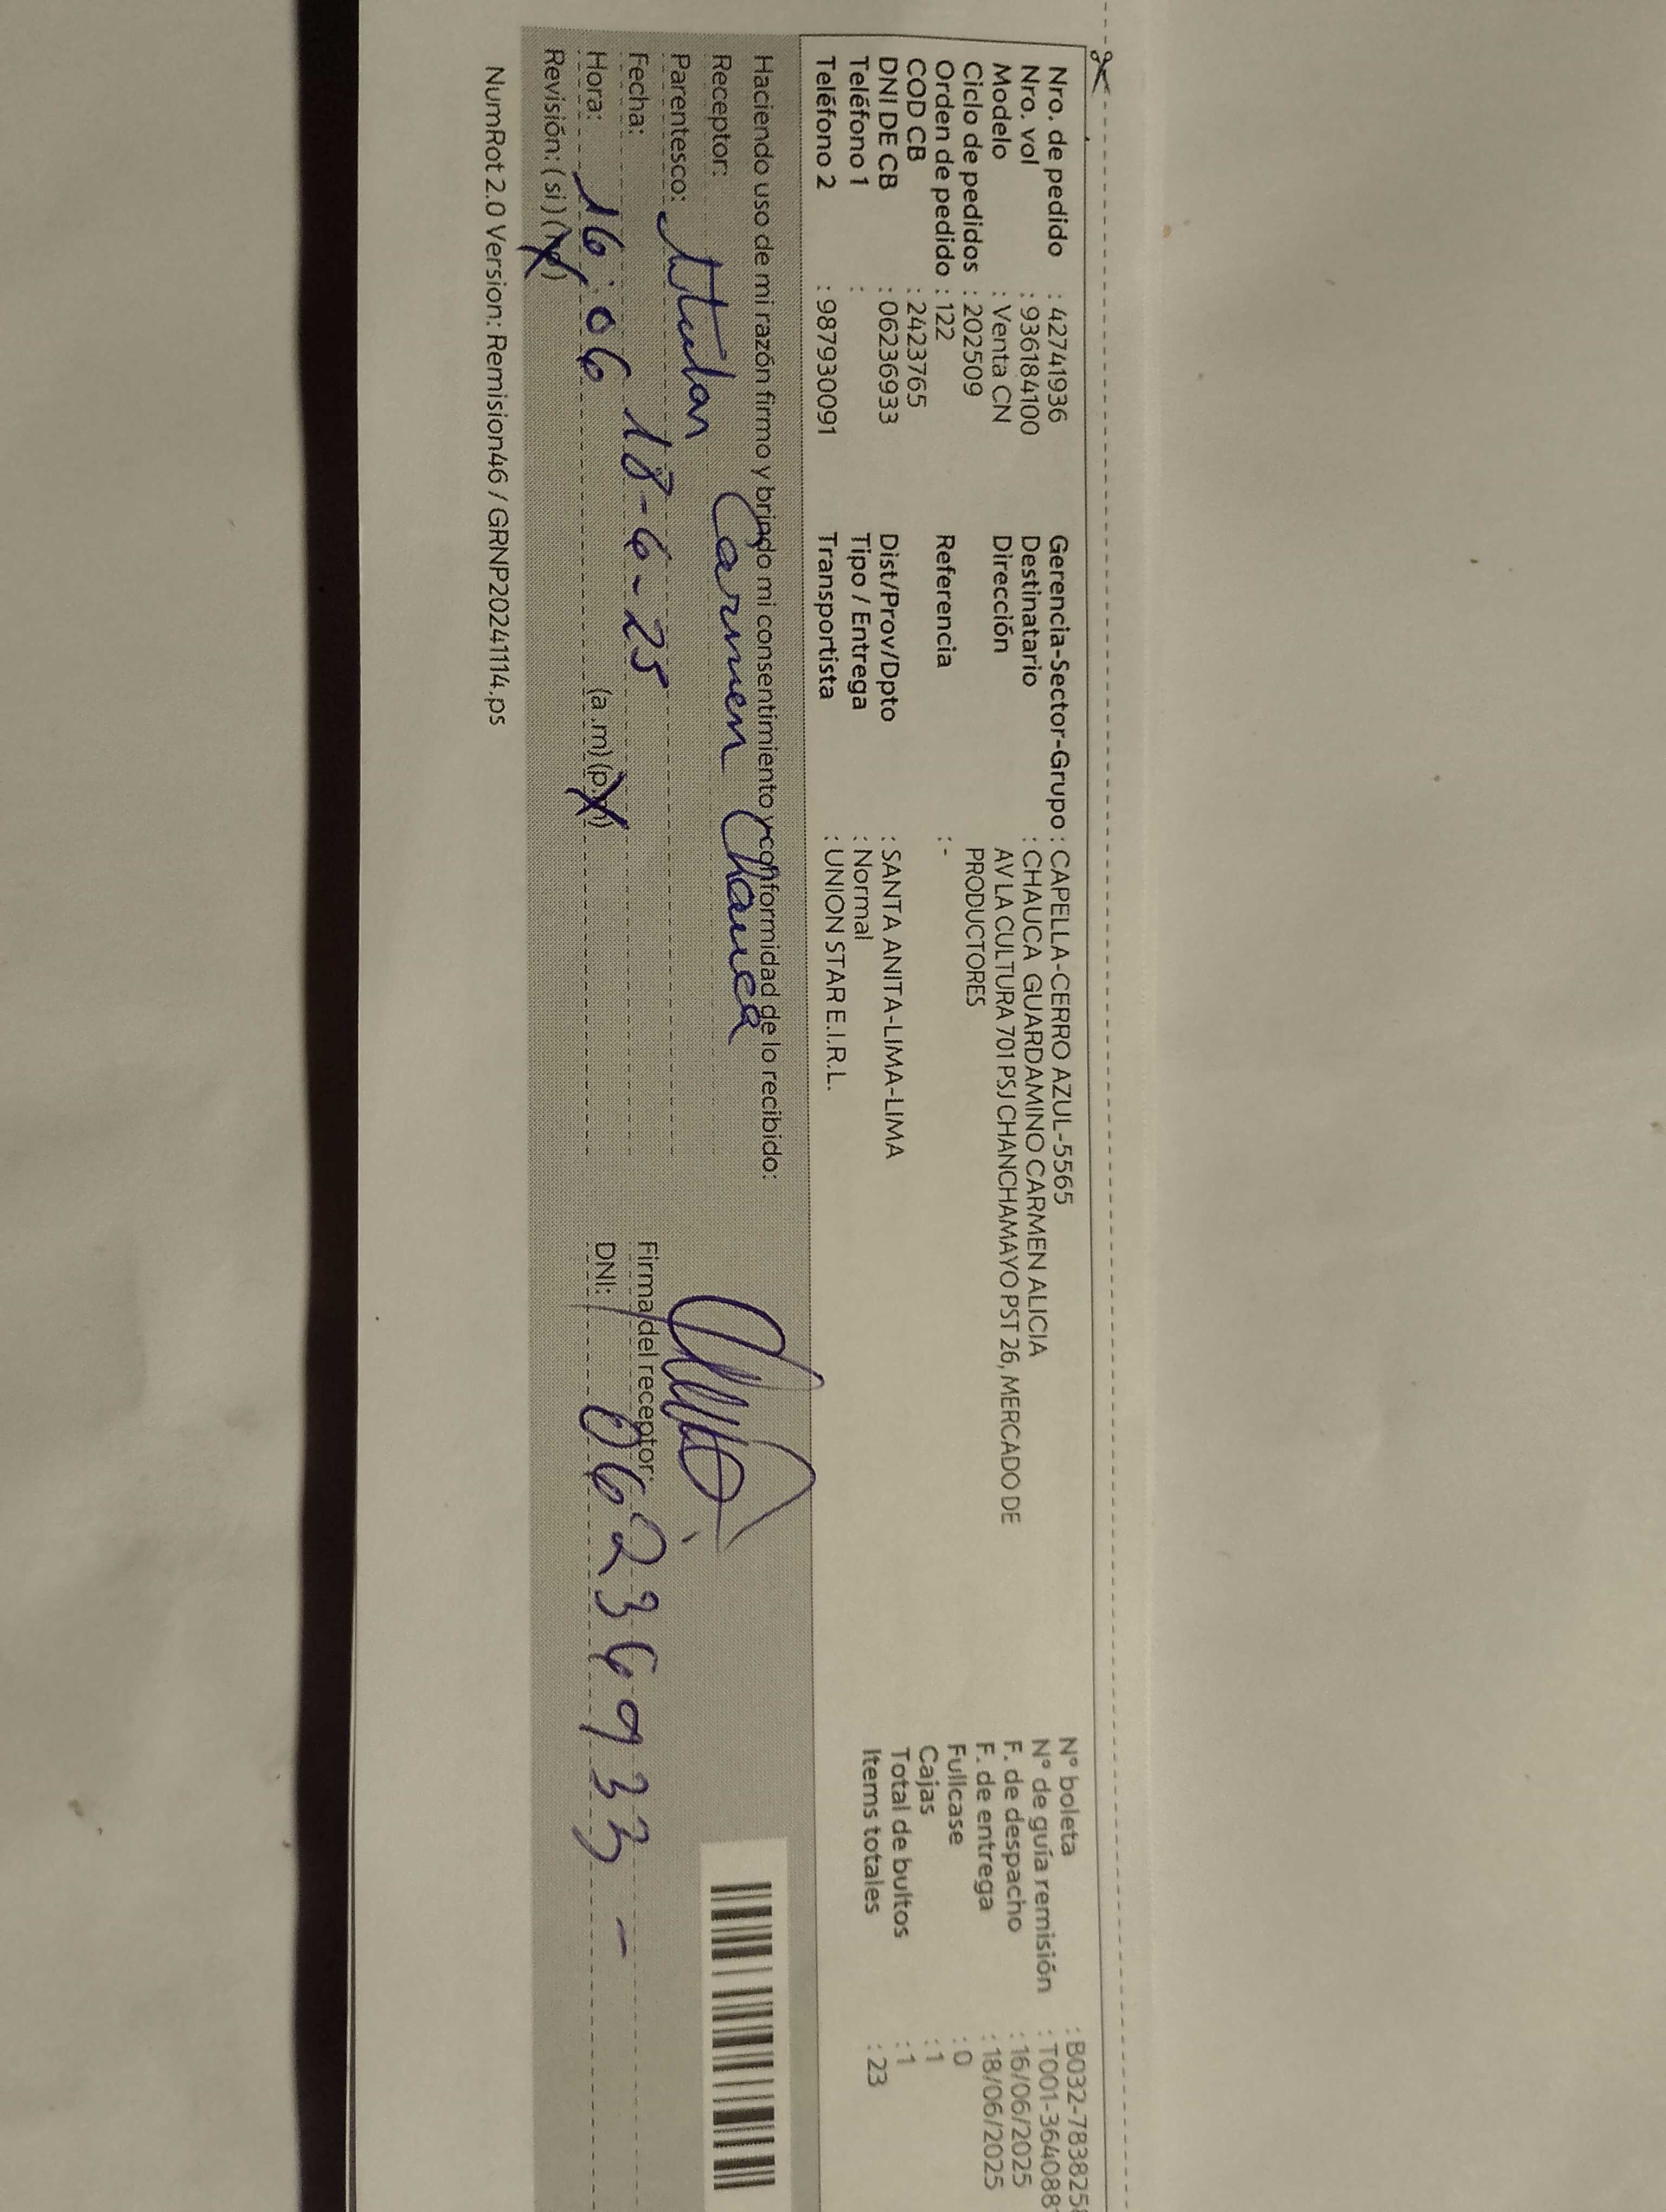 Nro. de pedido : 42741936
Nro. vol : 936184100
Modelo : Venta CN
Ciclo de pedidos : 202509
Orden de pedido : 122
COD CB : 2423765
DNI DE CB : 06236933
Teléfono 1 :
Teléfono 2 : 987930091
Gerencia-Sector-Grupo : CAPELLA-CERRO AZUL-5565
Destinatario : CHAUCA GUARDAMINO CARMEN ALICIA
Dirección AV LA CULTURA 701 PSJ CHANCHAMAYO PST 26, MERCADO DE
PRODUCTORES
Referencia : -
Dist/Prov/Dpto : SANTA ANITA-LIMA-LIMA
Tipo / Entrega : Normal
Transportista : UNION STAR E.I.R.L.
N° boleta : B032-783825
N° de guía remisión : T001-364088
F. de despacho : 16/06/2025
F. de entrega : 18/06/2025
Fullcase : 0
Cajas : 1
Total de bultos : 1
Items totales : 23
Haciendo uso de mi razón firmo y brindo mi consentimiento y conformidad de lo recibido:
Receptor: Carmen Chauca
Parentesco: titular
Fecha: 18-6-25
Hora: 16:06 (a.m) (p.m)
Revisión: (si) (no)
Firma del receptor:
DNI: 06236933 -
NumRot 2.0 Version: Remision46 / GRNP20241114.ps